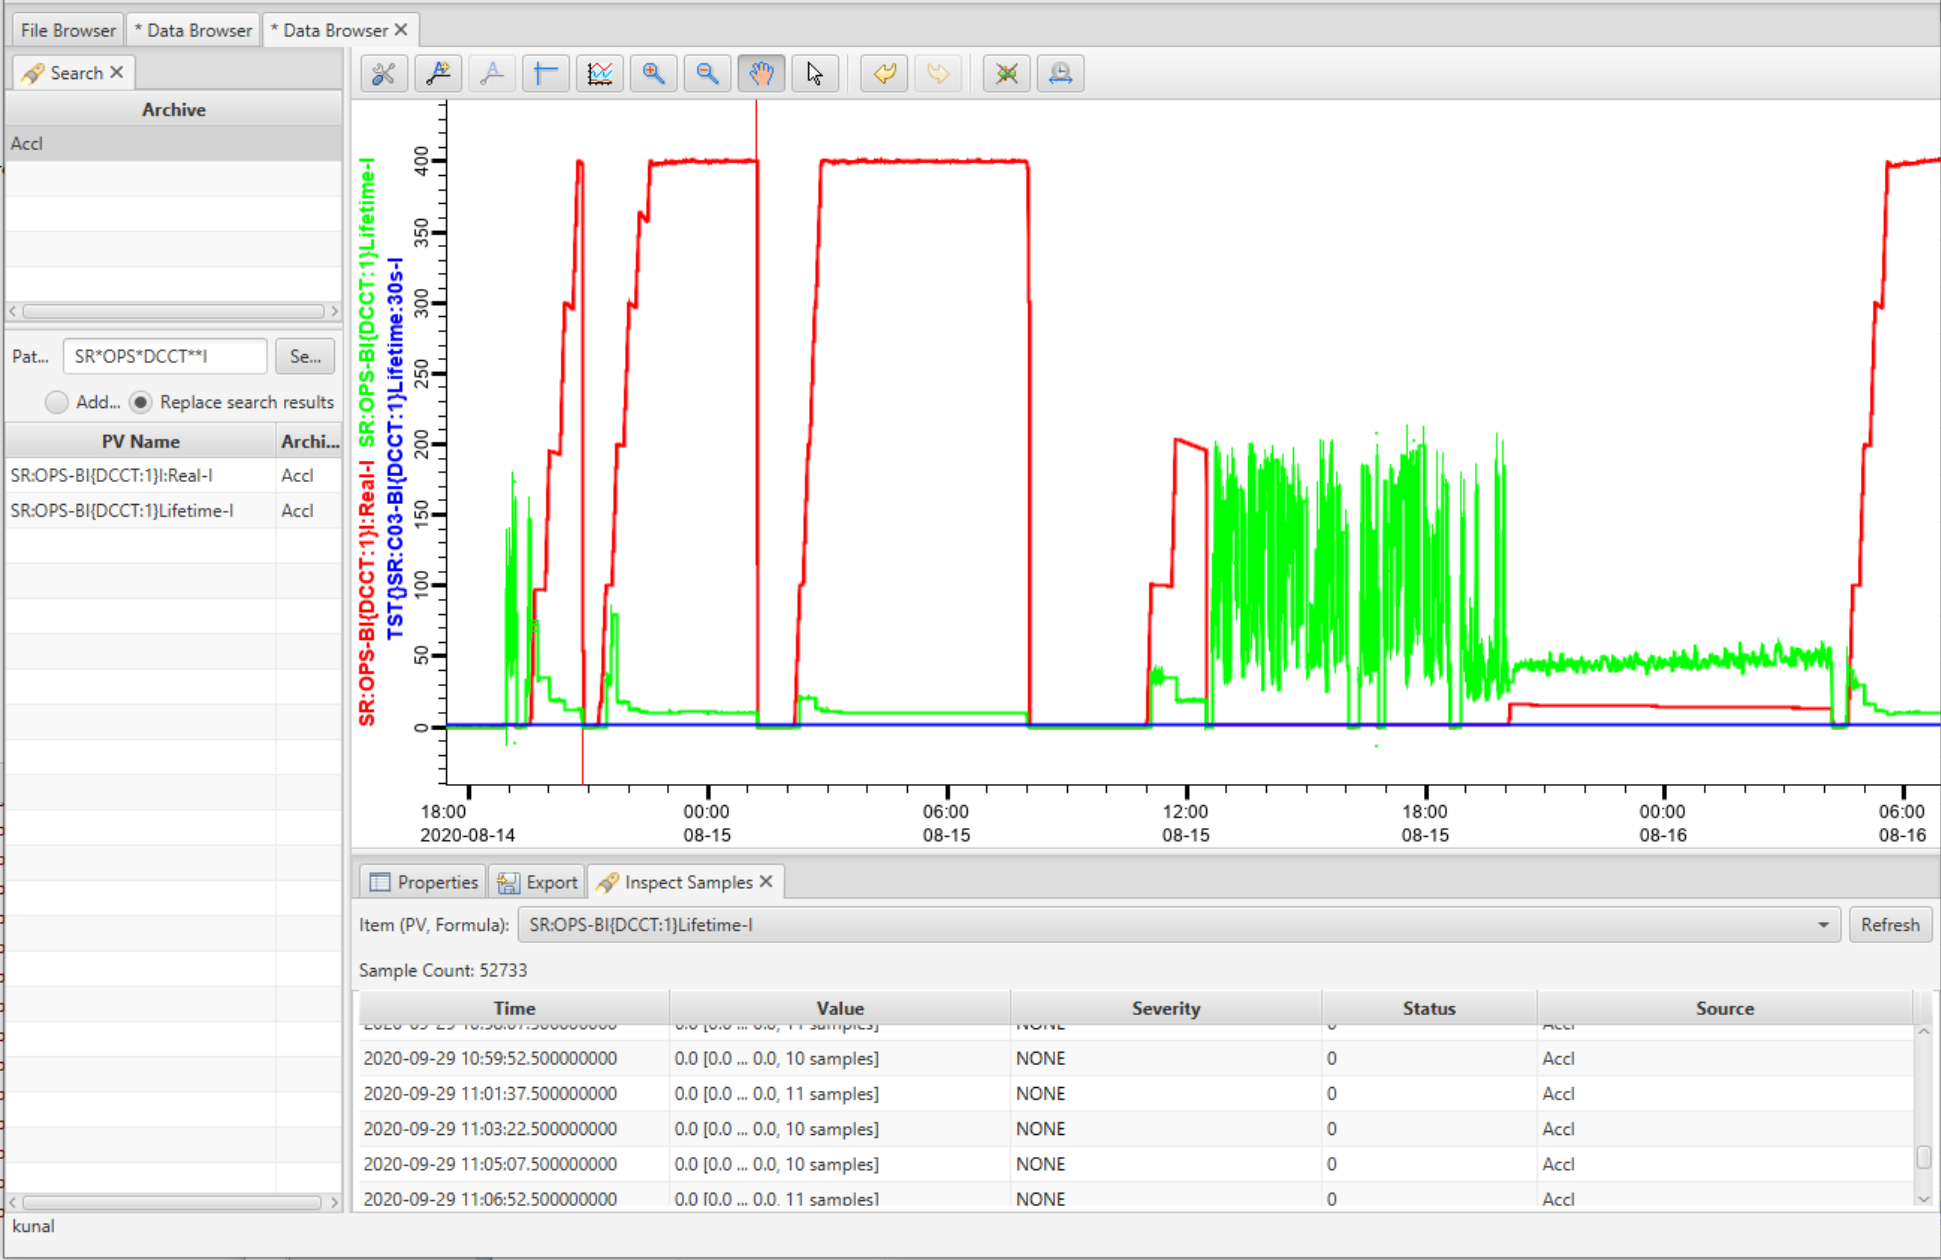 File Browser
* Data Browser
* Data Browser
Search
Archive
Accl
Pat...
SR*OPS*DCCT**I
Se...
Add...
Replace search results
PV Name Archi...
SR:OPS-BI{DCCT:1}I:Real-I Accl
SR:OPS-BI{DCCT:1}Lifetime-I Accl
kunal
SR:OPS-BI{DCCT:1}I:Real-I SR:OPS-BI{DCCT:1}Lifetime-I
TST{}SR:C03-BI{DCCT:1}Lifetime:30s-I
400
350
300
250
200
150
100
50
0
18:00 00:00 06:00 12:00 18:00 00:00 06:00
2020-08-14 08-15 08-15 08-15 08-15 08-16 08-16
Properties
Export
Inspect Samples
Item (PV, Formula):
SR:OPS-BI{DCCT:1}Lifetime-I
Refresh
Sample Count: 52733
Time Value Severity Status Source
2020-09-29 10:59:52.500000000 0.0 [0.0 ... 0.0, 10 samples] NONE 0 Accl
2020-09-29 11:01:37.500000000 0.0 [0.0 ... 0.0, 11 samples] NONE 0 Accl
2020-09-29 11:03:22.500000000 0.0 [0.0 ... 0.0, 10 samples] NONE 0 Accl
2020-09-29 11:05:07.500000000 0.0 [0.0 ... 0.0, 10 samples] NONE 0 Accl
2020-09-29 11:06:52.500000000 0.0 [0.0 ... 0.0, 11 samples] NONE 0 Accl